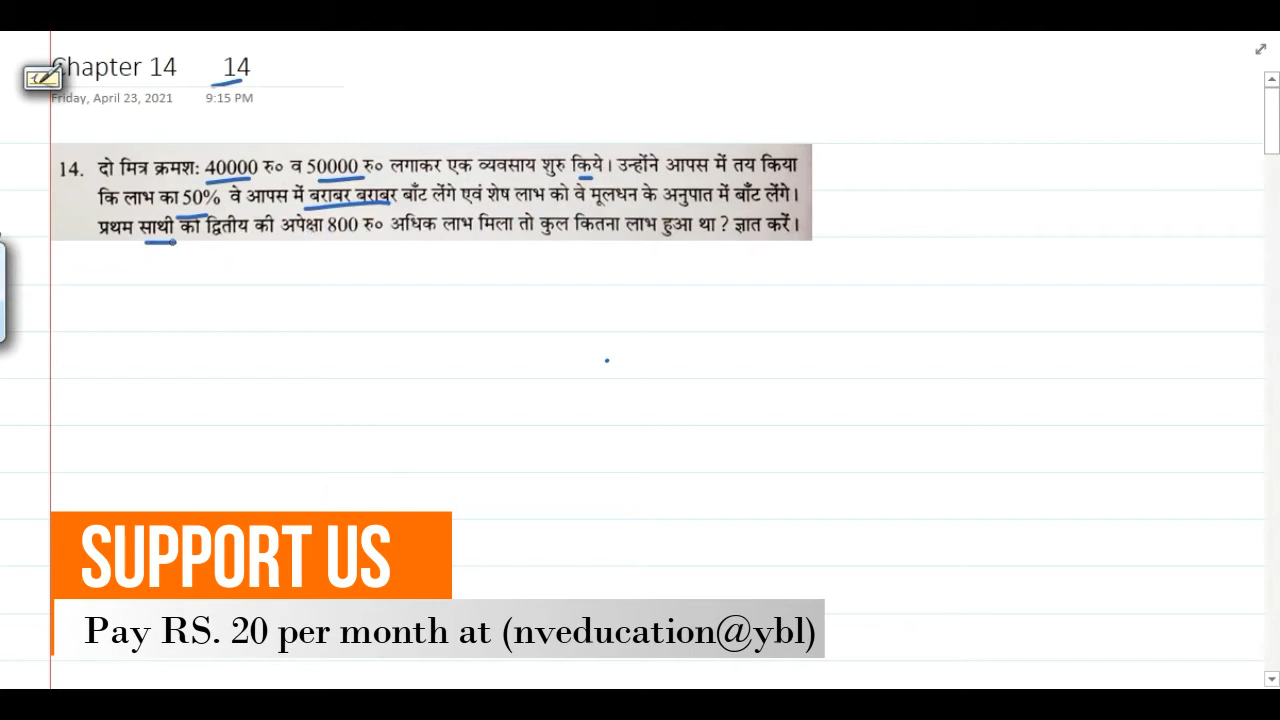 Chapter 14 14
Friday, April 23, 2021 9:15 PM
14. दो मित्र क्रमश: 40000 रु० व 50000 रु० लगाकर एक व्यवसाय शुरु किये। उन्होंने आपस में तय किया
कि लाभ का 50% वे आपस में बराबर बराबर बाँट लेंगे एवं शेष लाभ को वे मूलधन के अनुपात में बाँट लेंगे।
प्रथम साथी को द्वितीय की अपेक्षा 800 रु० अधिक लाभ मिला तो कुल कितना लाभ हुआ था ? ज्ञात करें।
SUPPORT US
Pay RS. 20 per month at (nveducation@ybl)